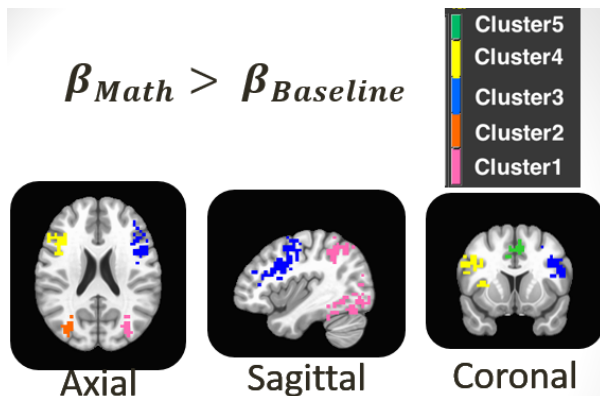 β_Math > β_Baseline
Cluster5
Cluster4
Cluster3
Cluster2
Cluster1
Axial
Sagittal
Coronal